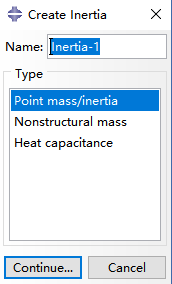 Create Inertia
Name: Inertia-1
Type
Point mass/inertia
Nonstructural mass
Heat capacitance
Continue... Cancel